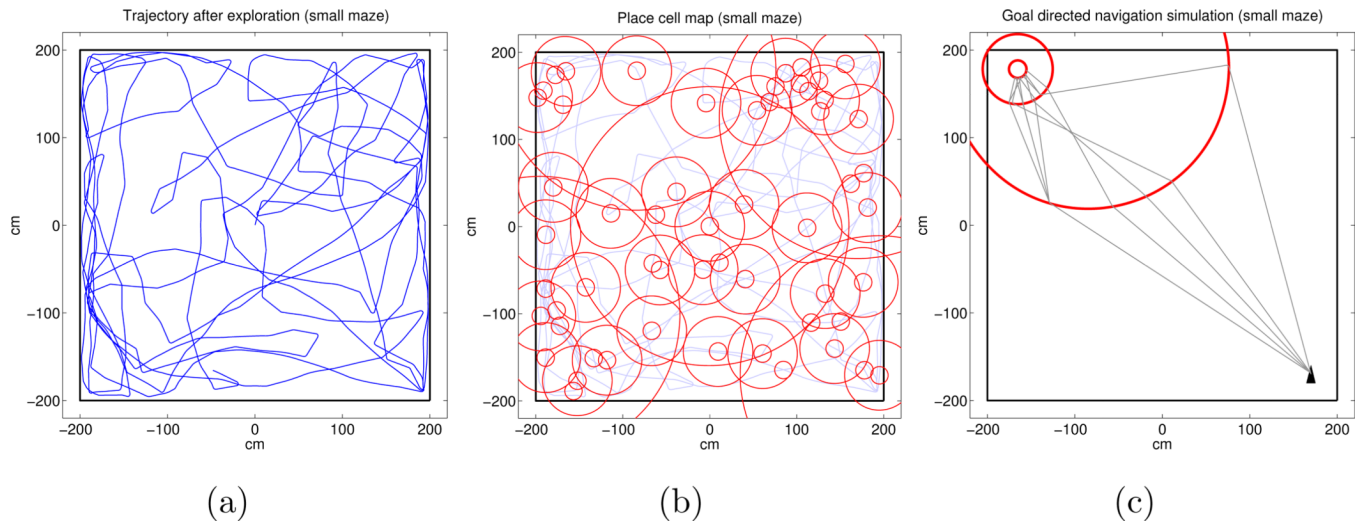 Trajectory after exploration (small maze)
200
100
0
−100
−200
cm
−200
−100
0
100
200
cm
(a)
Place cell map (small maze)
200
100
0
−100
−200
cm
−200
−100
0
100
200
cm
(b)
Goal directed navigation simulation (small maze)
200
100
0
−100
−200
cm
−200
−100
0
100
200
cm
(c)